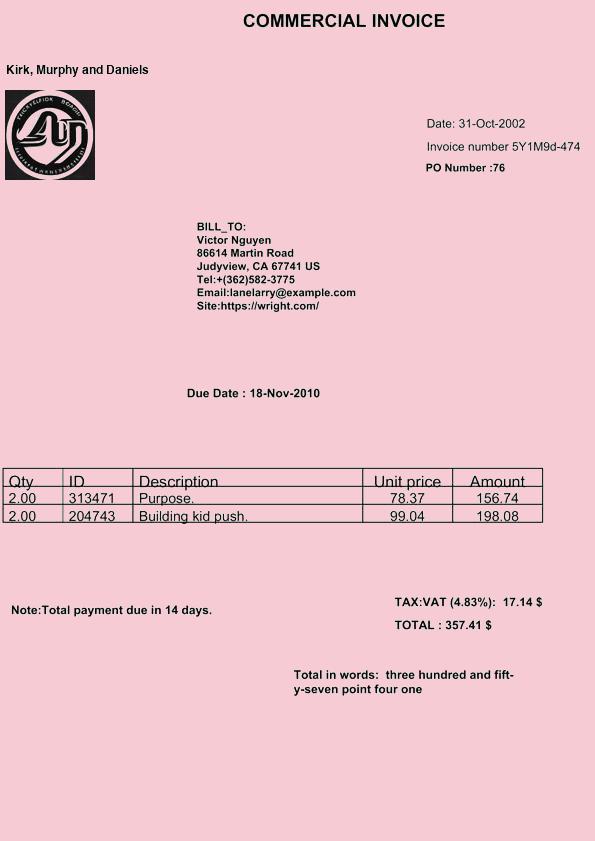 COMMERCIAL INVOICE
Kirk, Murphy and Daniels
Date: 31-Oct-2002
Invoice number 5Y1M9d-474
PO Number :76
BILL_TO:
Victor Nguyen
86614 Martin Road
Judyview, CA 67741 US
Tel:+(362)582-3775
Email:lanelarry@example.com
Site:https://wright.com/
Due Date : 18-Nov-2010
Qty ID Description Unit price Amount
2.00 313471 Purpose. 78.37 156.74
2.00 204743 Building kid push. 99.04 198.08
TAX:VAT (4.83%): 17.14 $
Note:Total payment due in 14 days.
TOTAL : 357.41 $
Total in words: three hundred and fift-
y-seven point four one